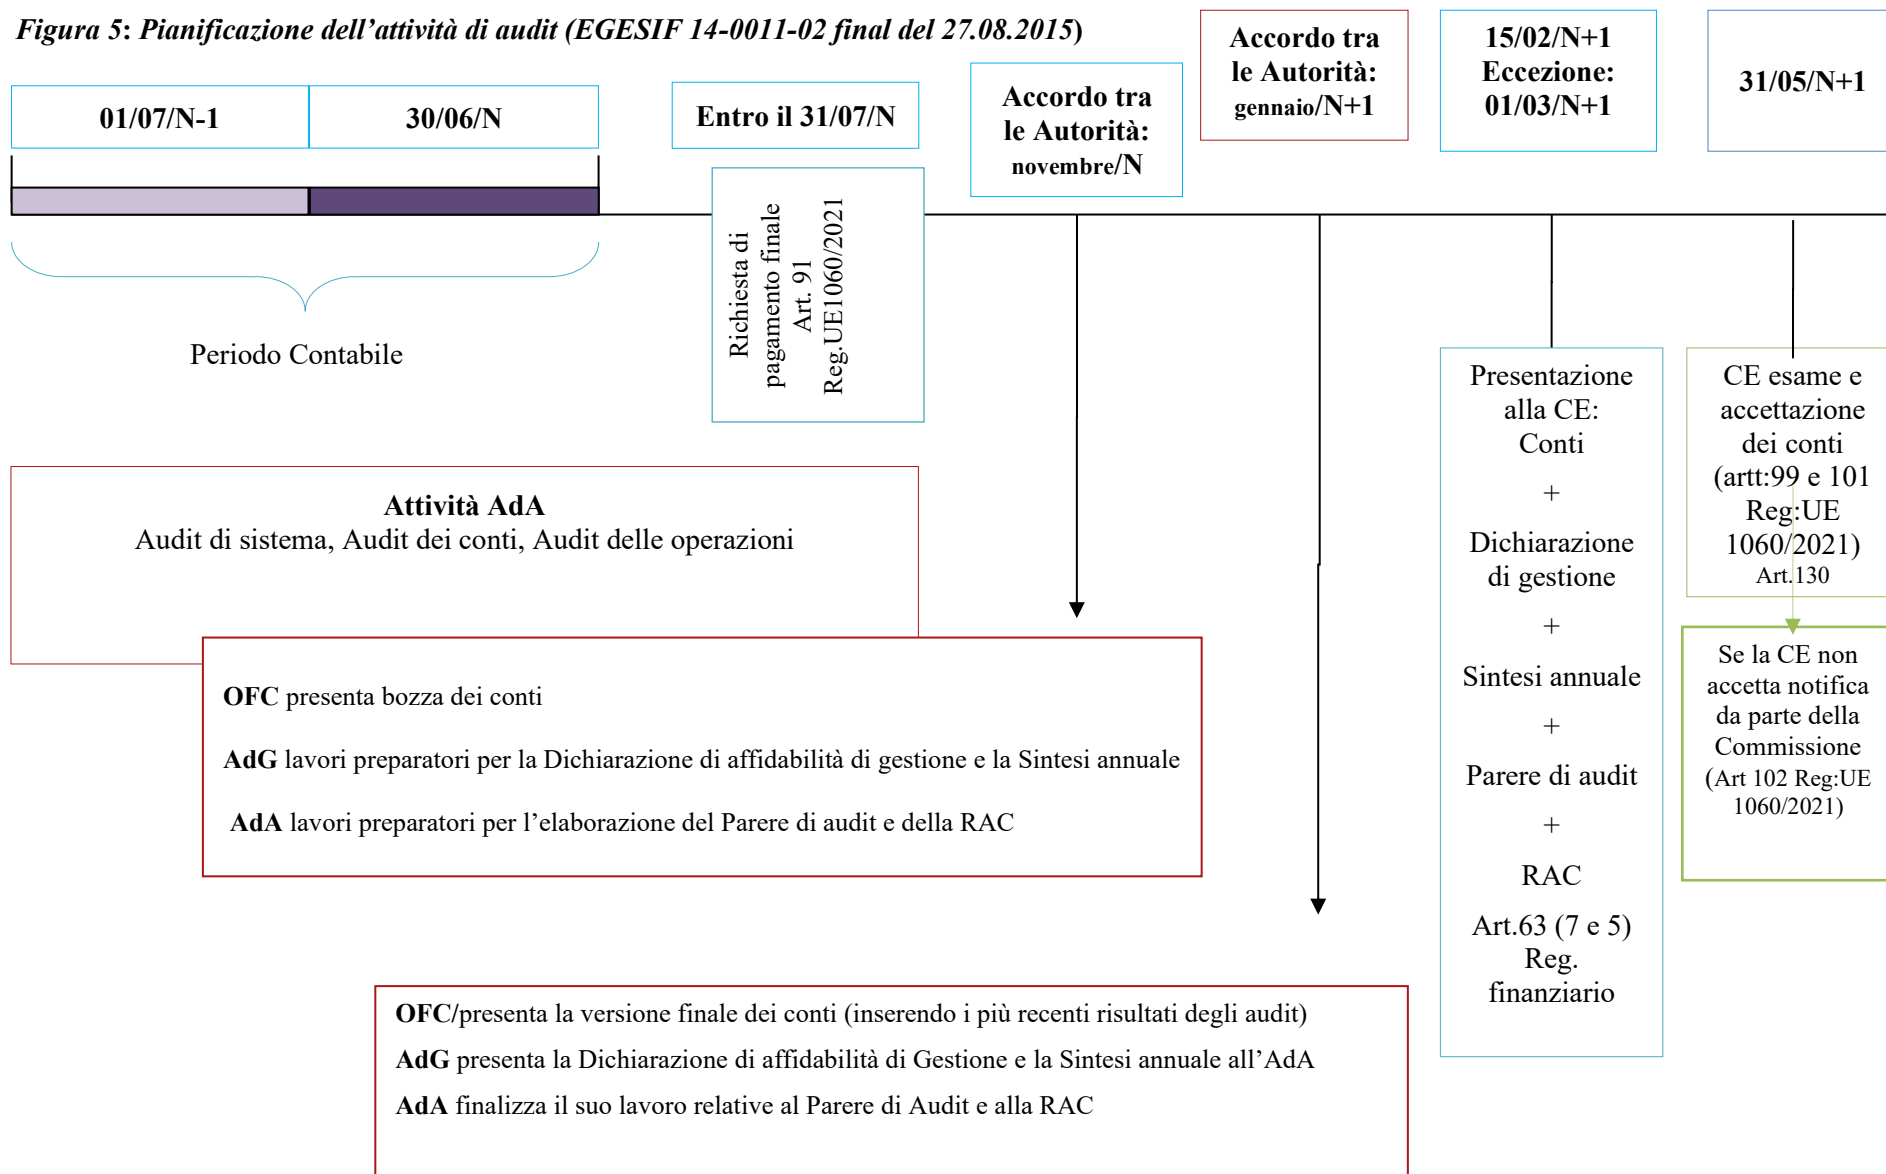 Figura 5: Pianificazione dell’attività di audit (EGESIF 14-0011-02 final del 27.08.2015)
01/07/N-1
30/06/N
Entro il 31/07/N
Accordo tra
le Autorità:
novembre/N
Accordo tra
le Autorità:
gennaio/N+1
15/02/N+1
Eccezione:
01/03/N+1
31/05/N+1
Periodo Contabile
Richiesta di
pagamento finale
Art. 91
Reg.UE1060/2021
Attività AdA
Audit di sistema, Audit dei conti, Audit delle operazioni
OFC presenta bozza dei conti
AdG lavori preparatori per la Dichiarazione di affidabilità di gestione e la Sintesi annuale
AdA lavori preparatori per l’elaborazione del Parere di audit e della RAC
OFC/presenta la versione finale dei conti (inserendo i più recenti risultati degli audit)
AdG presenta la Dichiarazione di affidabilità di Gestione e la Sintesi annuale all’AdA
AdA finalizza il suo lavoro relative al Parere di Audit e alla RAC
Presentazione
alla CE:
Conti
+
Dichiarazione
di gestione
+
Sintesi annuale
+
Parere di audit
+
RAC
Art.63 (7 e 5)
Reg.
finanziario
CE esame e
accettazione
dei conti
(artt:99 e 101
Reg:UE
1060/2021)
Art.130
Se la CE non
accetta notifica
da parte della
Commissione
(Art 102 Reg:UE
1060/2021)